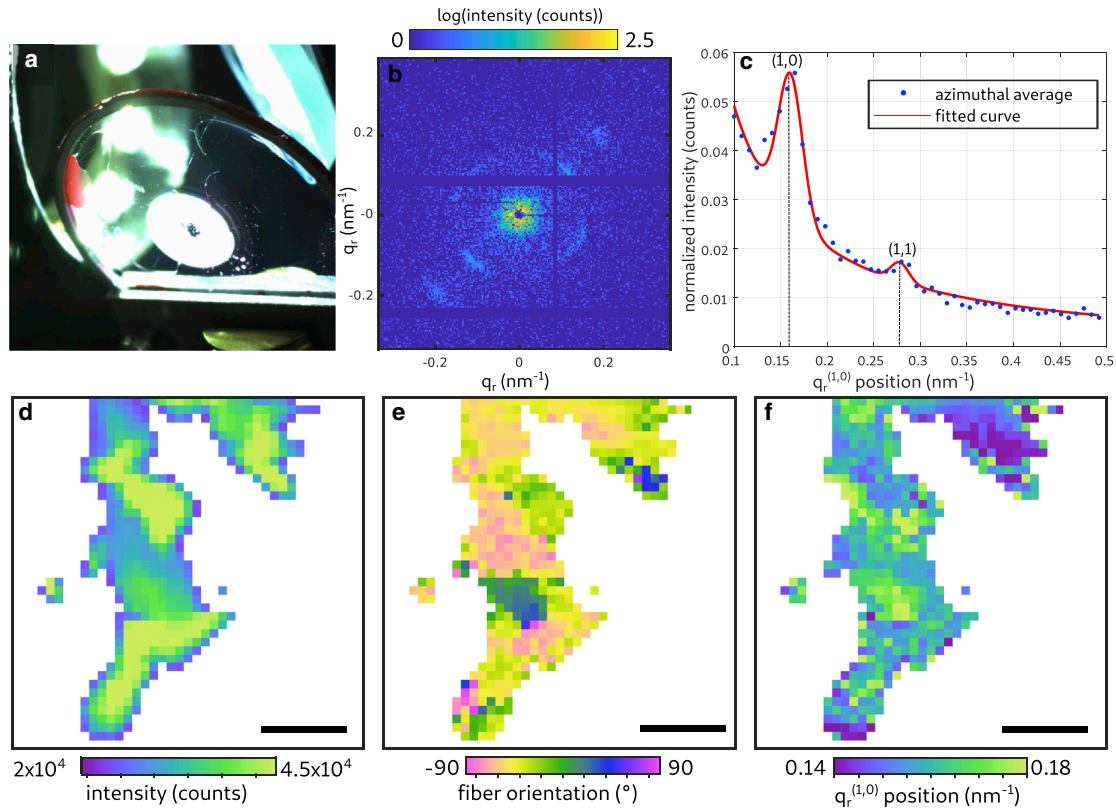 a
log(intensity (counts))
0
2.5
b
q_r (nm⁻¹)
0.2
-0
-0.2
-0.2
0
0.2
q_r (nm⁻¹)
c
(1,0)
(1,1)
azimuthal average
fitted curve
normalized intensity (counts)
0.06
0.05
0.04
0.03
0.02
0.01
0
0.1
0.15
0.2
0.25
0.3
0.35
0.4
0.45
0.5
q_r^(1,0) position (nm⁻¹)
d
2x10⁴
4.5x10⁴
intensity (counts)
e
-90
90
fiber orientation (°)
f
0.14
0.18
q_r^(1,0) position (nm⁻¹)